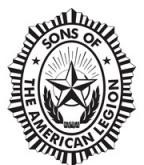 SONS OF
THE AMERICAN LEGION